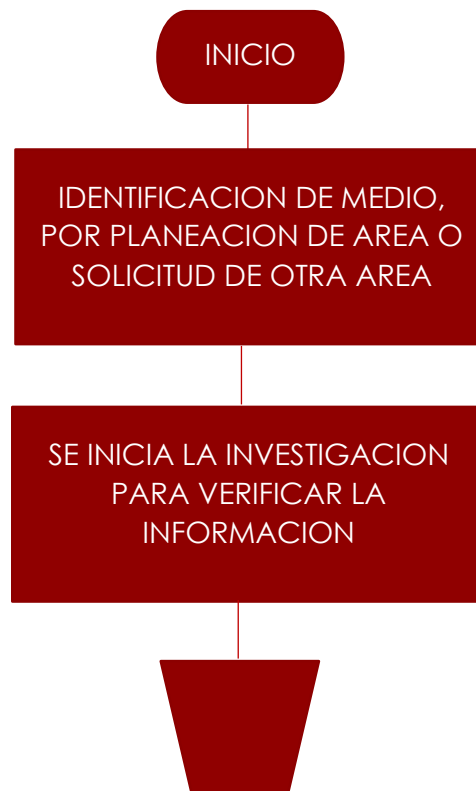 INICIO
IDENTIFICACION DE MEDIO,
POR PLANEACION DE AREA O
SOLICITUD DE OTRA AREA
SE INICIA LA INVESTIGACION
PARA VERIFICAR LA
INFORMACION